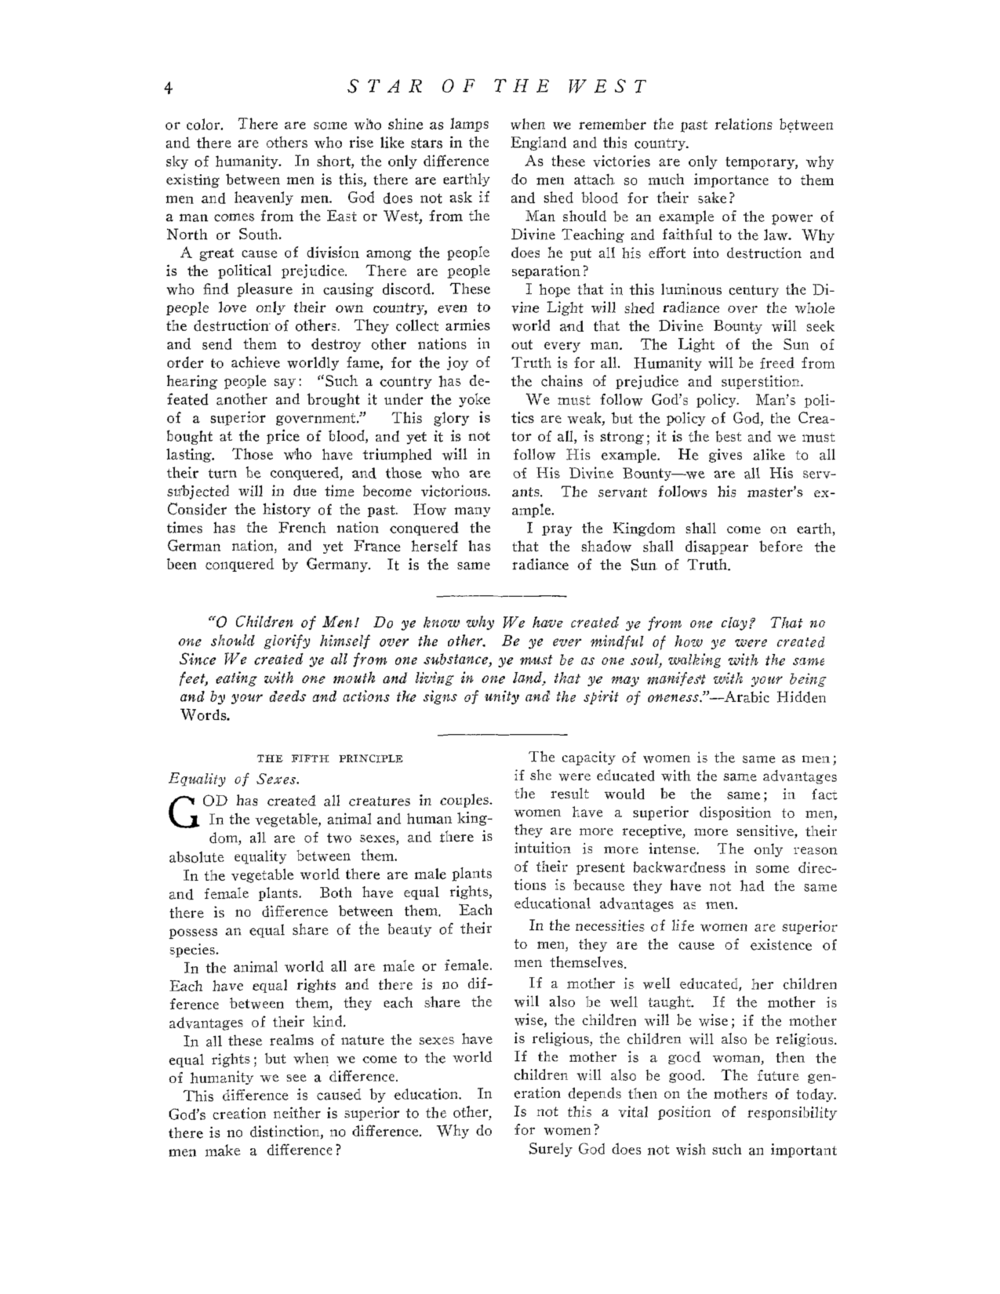 4
STAR OF THE WEST
or color. There are some who shine as lamps
and there are others who rise like stars in the
sky of humanity. In short, the only difference
existing between men is this, there are earthly
men and heavenly men. God does not ask if
a man comes from the East or West, from the
North or South.
A great cause of division among the people
is the political prejudice. There are people
who find pleasure in causing discord. These
people love only their own country, even to
the destruction of others. They collect armies
and send them to destroy other nations in
order to achieve worldly fame, for the joy of
hearing people say: "Such a country has de-
feated another and brought it under the yoke
of a superior government." This glory is
bought at the price of blood, and yet it is not
lasting. Those who have triumphed will in
their turn be conquered, and those who are
subjected will in due time become victorious.
Consider the history of the past. How many
times has the French nation conquered the
German nation, and yet France herself has
been conquered by Germany. It is the same
when we remember the past relations between
England and this country.
As these victories are only temporary, why
do men attach so much importance to them
and shed blood for their sake?
Man should be an example of the power of
Divine Teaching and faithful to the law. Why
does he put all his effort into destruction and
separation?
I hope that in this luminous century the Di-
vine Light will shed radiance over the whole
world and that the Divine Bounty will seek
out every man. The Light of the Sun of
Truth is for all. Humanity will be freed from
the chains of prejudice and superstition.
We must follow God's policy. Man's poli-
tics are weak, but the policy of God, the Crea-
tor of all, is strong; it is the best and we must
follow His example. He gives alike to all
of His Divine Bounty—we are all His serv-
ants. The servant follows his master's ex-
ample.
I pray the Kingdom shall come on earth,
that the shadow shall disappear before the
radiance of the Sun of Truth.
"O Children of Men! Do ye know why We have created ye from one clay? That no
one should glorify himself over the other. Be ye ever mindful of how ye were created
Since We created ye all from one substance, ye must be as one soul, walking with the same
feet, eating with one mouth and living in one land, that ye may manifest with your being
and by your deeds and actions the signs of unity and the spirit of oneness."—Arabic Hidden
Words.
THE FIFTH PRINCIPLE
Equality of Sexes.
GOD has created all creatures in couples.
In the vegetable, animal and human king-
dom, all are of two sexes, and there is
absolute equality between them.
In the vegetable world there are male plants
and female plants. Both have equal rights,
there is no difference between them. Each
possess an equal share of the beauty of their
species.
In the animal world all are male or female.
Each have equal rights and there is no dif-
ference between them, they each share the
advantages of their kind.
In all these realms of nature the sexes have
equal rights; but when we come to the world
of humanity we see a difference.
This difference is caused by education. In
God's creation neither is superior to the other,
there is no distinction, no difference. Why do
men make a difference?
The capacity of women is the same as men;
if she were educated with the same advantages
the result would be the same; in fact
women have a superior disposition to men,
they are more receptive, more sensitive, their
intuition is more intense. The only reason
of their present backwardness in some direc-
tions is because they have not had the same
educational advantages as men.
In the necessities of life women are superior
to men, they are the cause of existence of
men themselves.
If a mother is well educated, her children
will also be well taught. If the mother is
wise, the children will be wise; if the mother
is religious, the children will also be religious.
If the mother is a good woman, then the
children will also be good. The future gen-
eration depends then on the mothers of today.
Is not this a vital position of responsibility
for women?
Surely God does not wish such an important